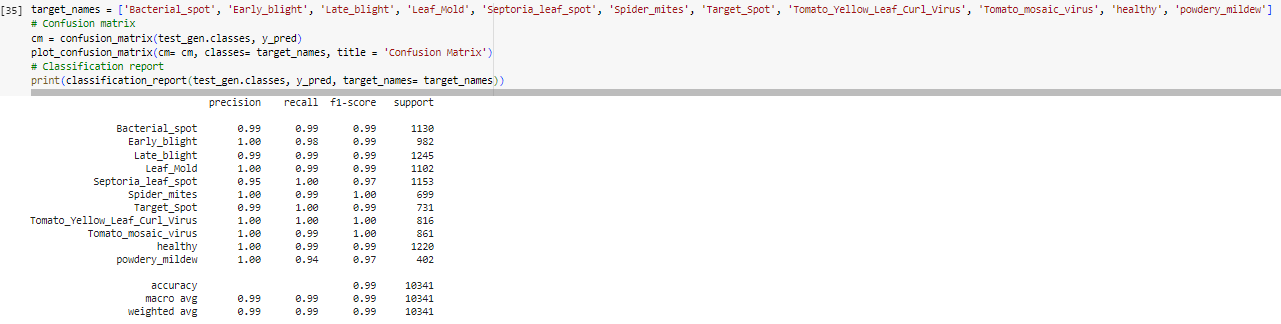 [35] target_names = ['Bacterial_spot', 'Early_blight', 'Late_blight', 'Leaf_Mold', 'Septoria_leaf_spot', 'Spider_mites', 'Target_Spot', 'Tomato_Yellow_Leaf_Curl_Virus', 'Tomato_mosaic_virus', 'healthy', 'powdery_mildew']
# Confusion matrix
cm = confusion_matrix(test_gen.classes, y_pred)
plot_confusion_matrix(cm= cm, classes= target_names, title = 'Confusion Matrix')
# Classification report
print(classification_report(test_gen.classes, y_pred, target_names= target_names))
precision recall f1-score support
Bacterial_spot 0.99 0.99 0.99 1130
Early_blight 1.00 0.98 0.99 982
Late_blight 0.99 0.99 0.99 1245
Leaf_Mold 1.00 0.99 0.99 1102
Septoria_leaf_spot 0.95 1.00 0.97 1153
Spider_mites 1.00 0.99 1.00 699
Target_Spot 0.99 1.00 0.99 731
Tomato_Yellow_Leaf_Curl_Virus 1.00 1.00 1.00 816
Tomato_mosaic_virus 1.00 0.99 1.00 861
healthy 1.00 0.99 0.99 1220
powdery_mildew 1.00 0.94 0.97 402
accuracy 0.99 10341
macro avg 0.99 0.99 0.99 10341
weighted avg 0.99 0.99 0.99 10341